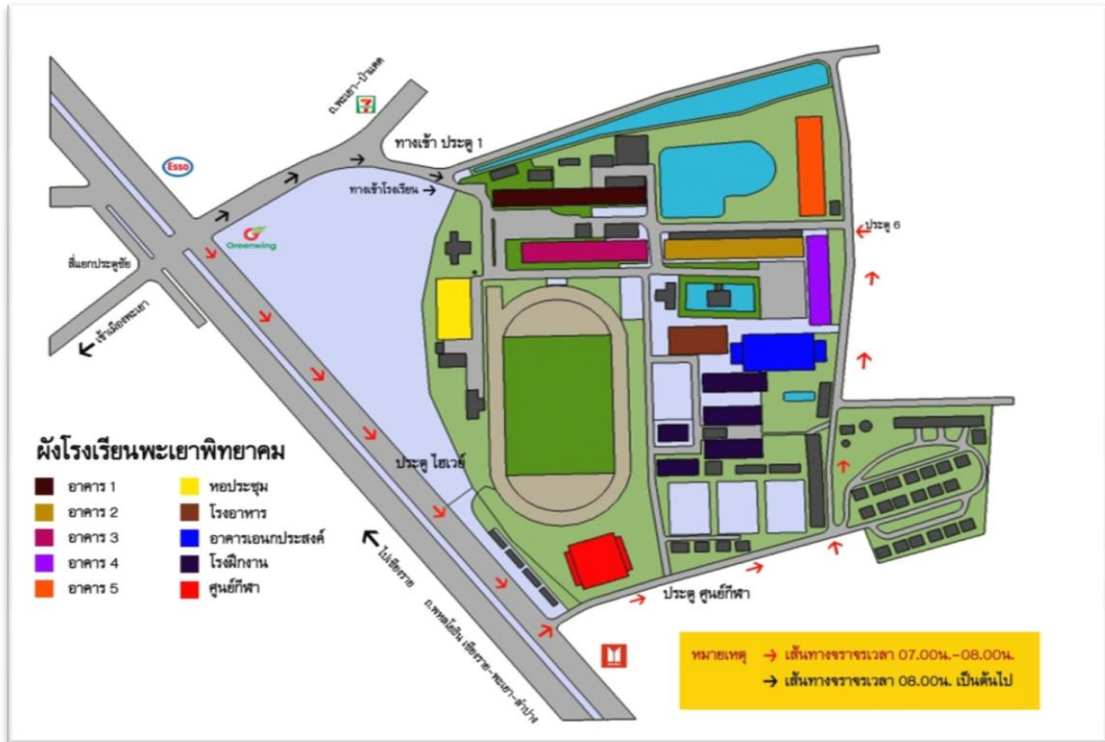 ถ.พะเยา-ป่าแดด
7
ทางเข้า ประตู 1
Esso
ทางเข้าโรงเรียน
Greenwing
ประตู 6
สี่แยกประตูชัย
เข้าเมืองพะเยา
ประตู ไฮเวย์
ผังโรงเรียนพะเยาพิทยาคม
อาคาร 1
อาคาร 2
อาคาร 3
อาคาร 4
อาคาร 5
หอประชุม
โรงอาหาร
อาคารเอนกประสงค์
โรงฝึกงาน
ศูนย์กีฬา
ไปเชียงราย
ถ.พหลโยธิน เชียงราย-พะเยา-ลำปาง
ประตู ศูนย์กีฬา
หมายเหตุ เส้นทางจราจรเวลา 07.00น.-08.00น.
เส้นทางจราจรเวลา 08.00น. เป็นต้นไป